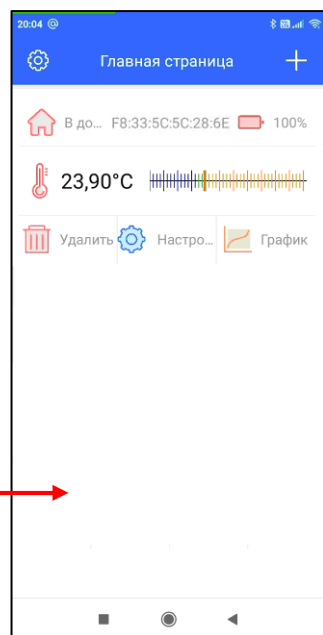 20:04 @
Главная страница
В до... F8:33:5C:5C:28:6E 100%
23,90°C
Удалить Настро... График